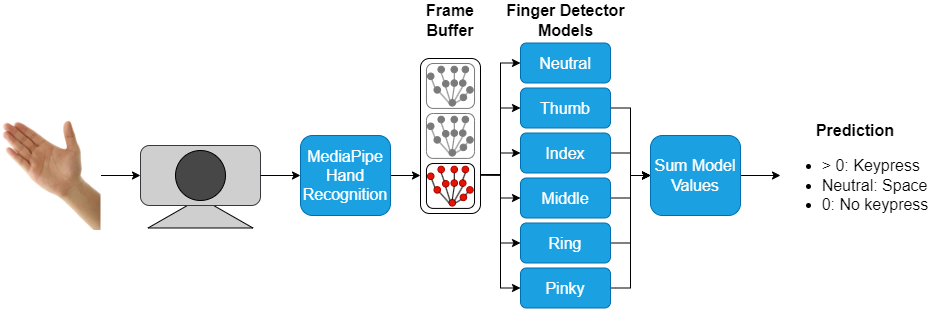 Frame
Buffer
Finger Detector
Models
MediaPipe
Hand
Recognition
Neutral
Thumb
Index
Middle
Ring
Pinky
Sum Model
Values
Prediction
• > 0: Keypress
• Neutral: Space
• 0: No keypress